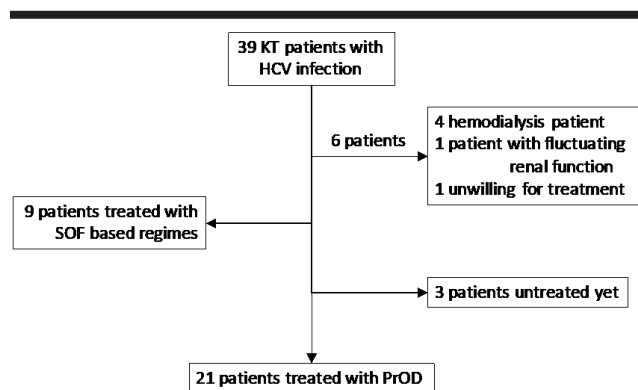 39 KT patients with
HCV infection
6 patients
4 hemodialysis patient
1 patient with fluctuating
renal function
1 unwilling for treatment
9 patients treated with
SOF based regimes
3 patients untreated yet
21 patients treated with PrOD